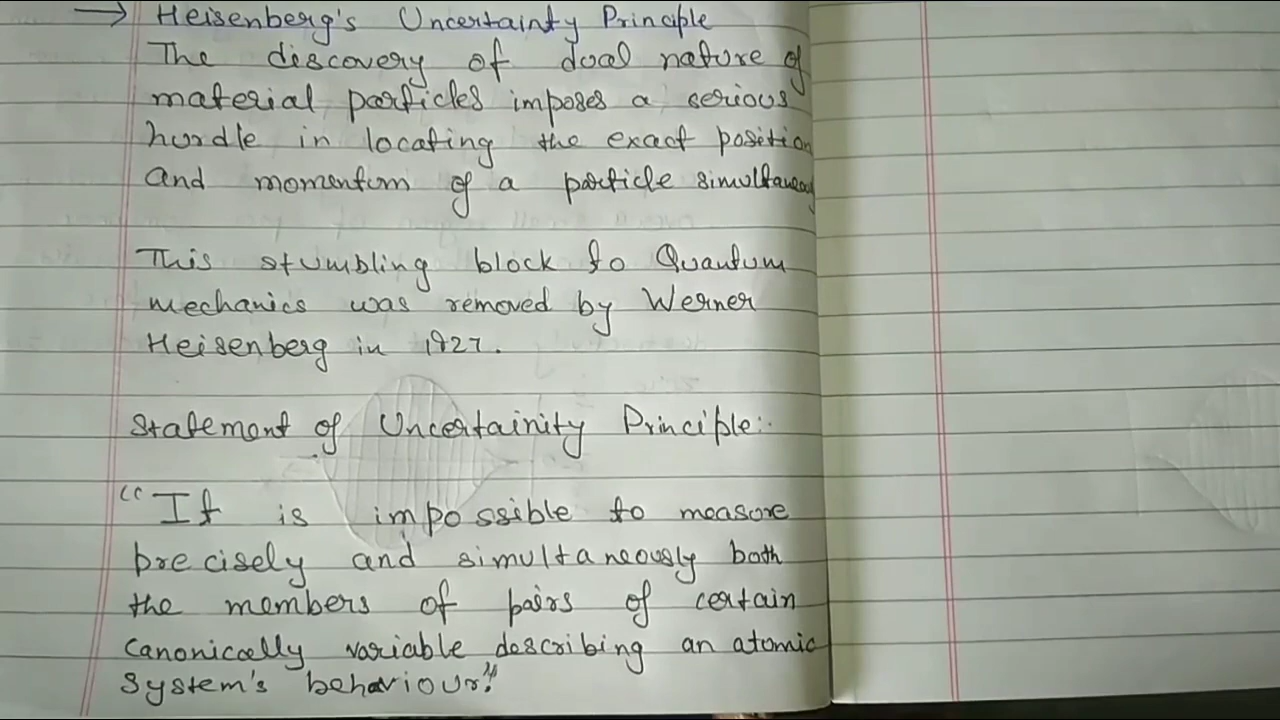 → Heisenberg's Uncertainty Principle
The discovery of dual nature of
material particles imposes a serious
hurdle in locating the exact position
and momentum of a particle simultaneously
This stumbling block to Quantum
mechanics was removed by Werner
Heisenberg in 1927.
Statement of Uncertainity Principle:-
"It is impossible to measure
precisely and simultaneously both
the members of pairs of certain
canonically variable describing an atomic
system's behaviour."